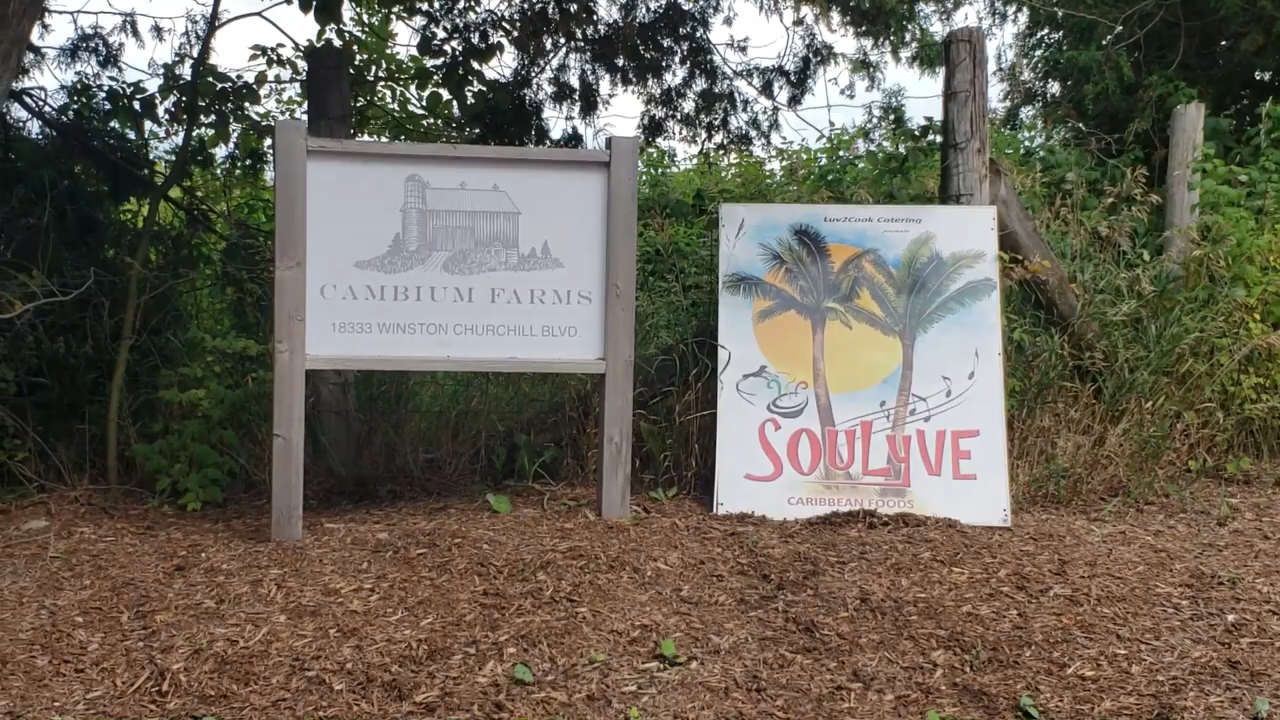 CAMBIUM FARMS
18333 WINSTON CHURCHILL BLVD.
Luv2Cook Catering
SOULyVE
CARIBBEAN FOODS